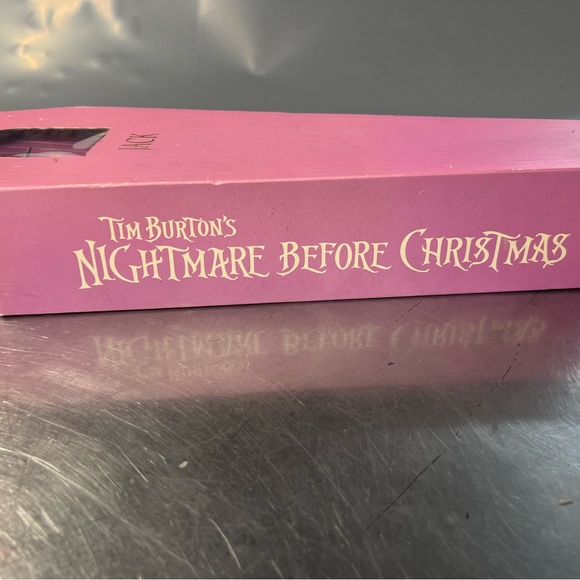 JACK
TIM BURTON'S
NIGHTMARE BEFORE CHRISTMAS